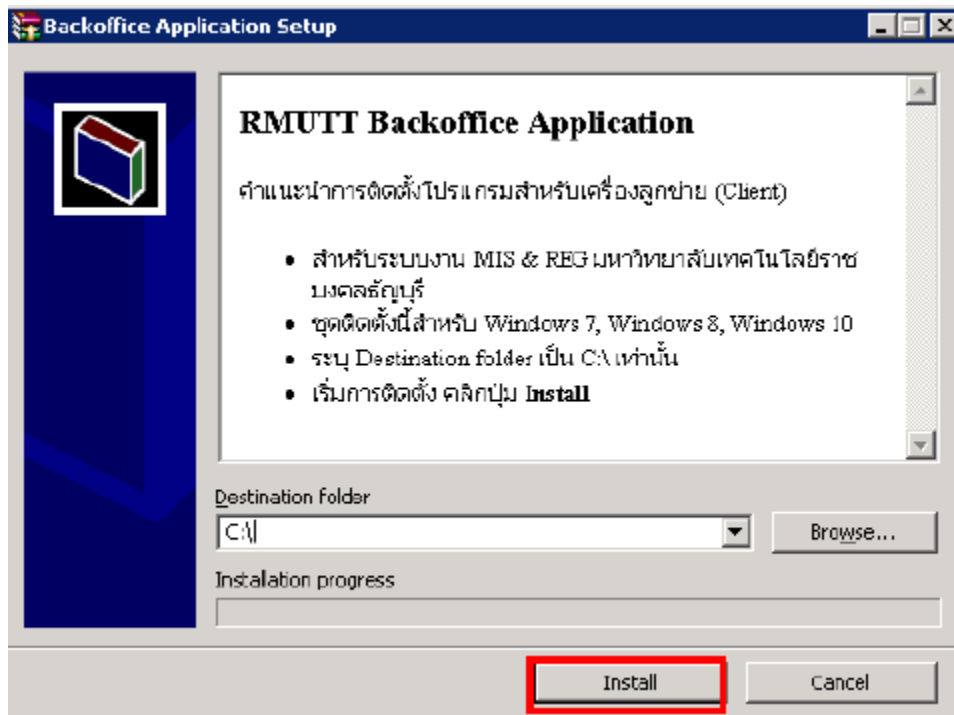 Backoffice Application Setup
RMUTT Backoffice Application
คำแนะนำการติดตั้งโปรแกรมสำหรับเครื่องลูกข่าย (Client)
สำหรับระบบงาน MIS & REG มหาวิทยาลัยเทคโนโลยีราช
มงคลธัญบุรี
ชุดติดตั้งนี้สำหรับ Windows 7, Windows 8, Windows 10
ระบุ Destination folder เป็น C:\ เท่านั้น
เริ่มการติดตั้ง คลิกปุ่ม Install
Destination folder
C:\
Browse...
Instalation progress
Install
Cancel